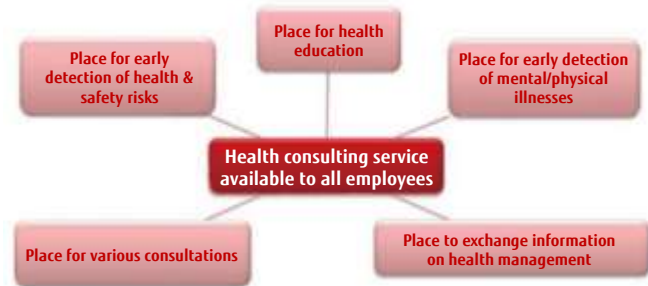 Place for health
education
Place for early
detection of health &
safety risks
Place for early detection
of mental/physical
illnesses
Health consulting service
available to all employees
Place for various consultations
Place to exchange information
on health management